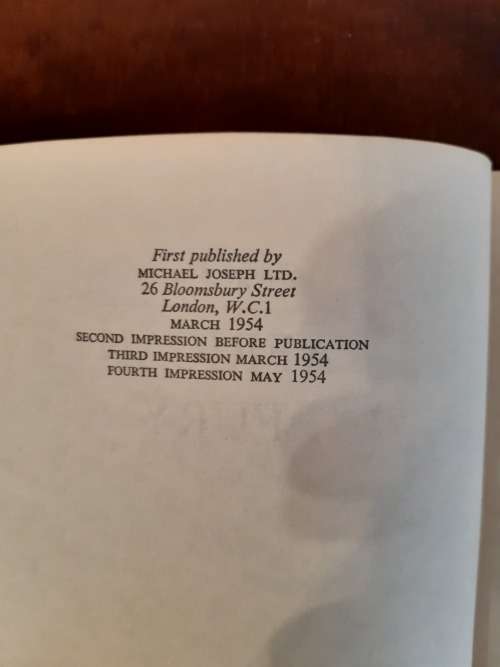 First published by
MICHAEL JOSEPH LTD.
26 Bloomsbury Street
London, W.C.1
MARCH 1954
SECOND IMPRESSION BEFORE PUBLICATION
THIRD IMPRESSION MARCH 1954
FOURTH IMPRESSION MAY 1954